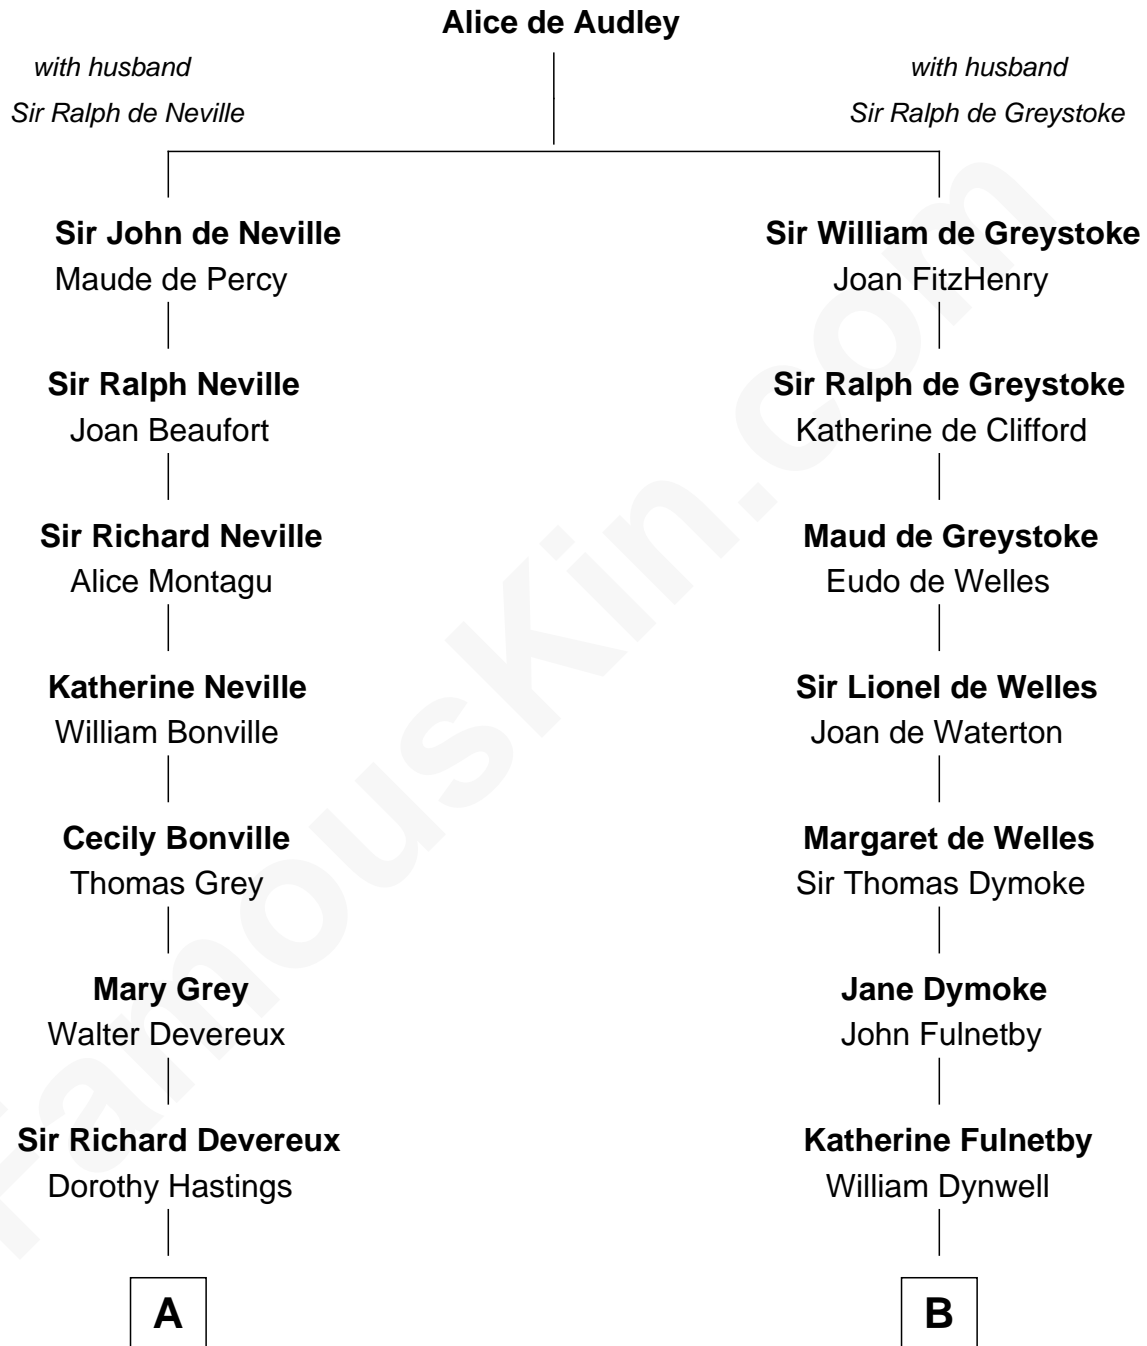 Alice de Audley
with husband
Sir Ralph de Neville
with husband
Sir Ralph de Greystoke
Sir John de Neville
Maude de Percy
Sir William de Greystoke
Joan FitzHenry
Sir Ralph Neville
Joan Beaufort
Sir Ralph de Greystoke
Katherine de Clifford
Sir Richard Neville
Alice Montagu
Maud de Greystoke
Eudo de Welles
Katherine Neville
William Bonville
Sir Lionel de Welles
Joan de Waterton
Cecily Bonville
Thomas Grey
Margaret de Welles
Sir Thomas Dymoke
Mary Grey
Walter Devereux
Jane Dymoke
John Fulnetby
Sir Richard Devereux
Dorothy Hastings
Katherine Fulnetby
William Dynwell
A
B
FamousKin.com